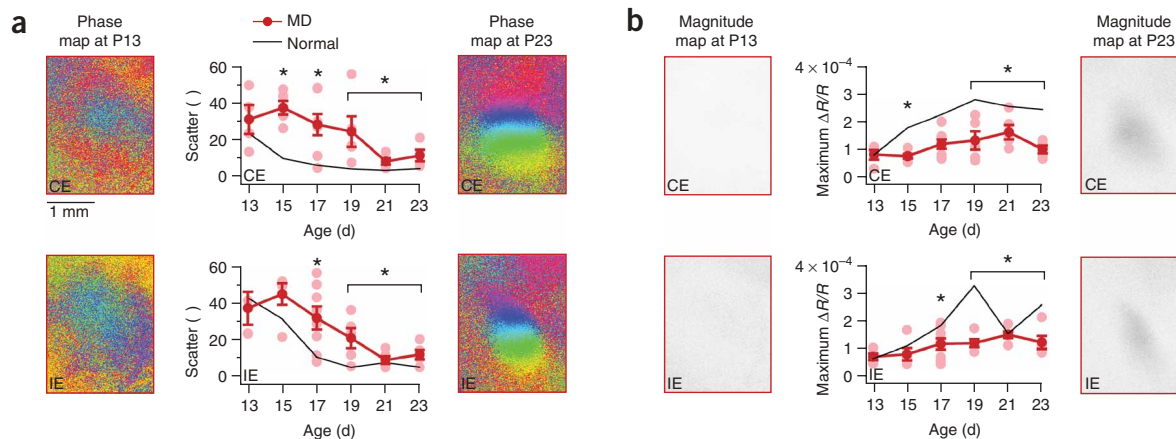 a
Phase
map at P13
MD
Normal
Phase
map at P23
CE
1 mm
60
40
20
0
Scatter ( )
* * *
CE
13 15 17 19 21 23
Age (d)
CE
IE
60
40
20
0
Scatter ( )
* *
IE
13 15 17 19 21 23
Age (d)
IE
b
Magnitude
map at P13
Magnitude
map at P23
CE
4 × 10⁻⁴
3
2
1
0
Maximum ΔR/R
* *
CE
13 15 17 19 21 23
Age (d)
CE
IE
4 × 10⁻⁴
3
2
1
0
Maximum ΔR/R
* *
IE
13 15 17 19 21 23
Age (d)
IE